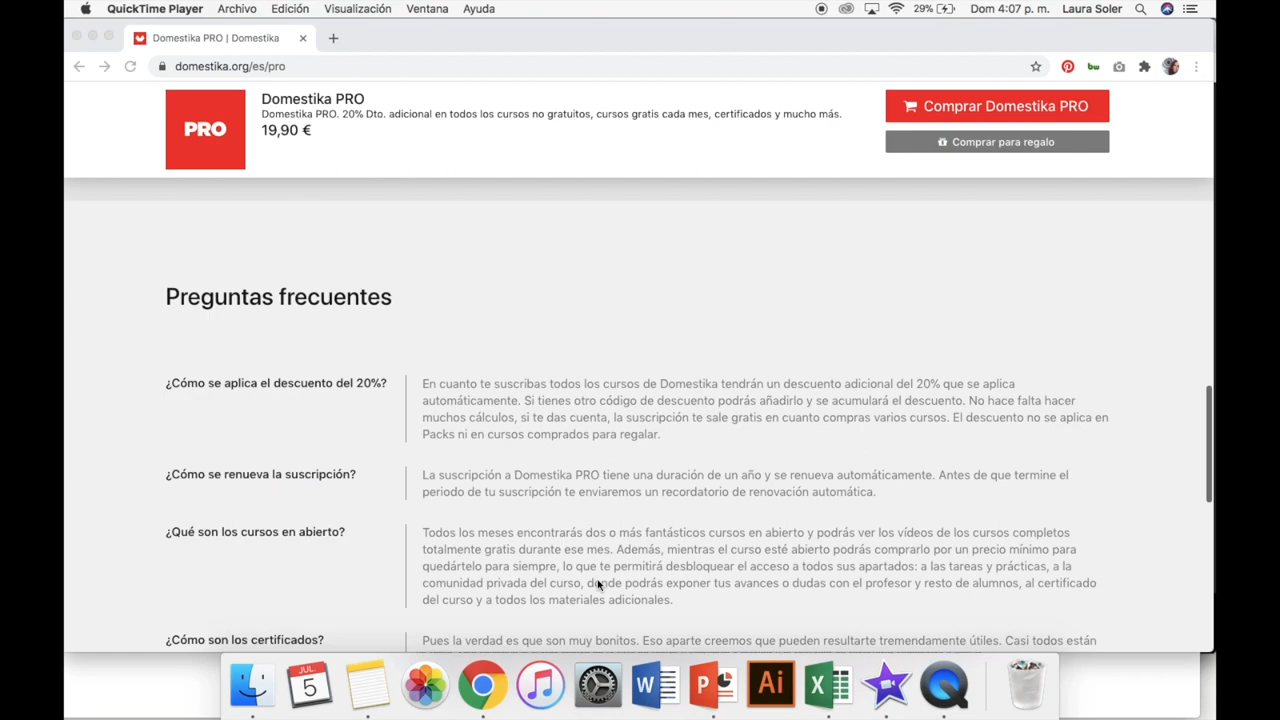 QuickTime Player Archivo Edición Visualización Ventana Ayuda 29% Dom 4:07 p. m. Laura Soler
Domestika PRO | Domestika
domestika.org/es/pro
bw
PRO
Domestika PRO
Domestika PRO. 20% Dto. adicional en todos los cursos no gratuitos, cursos gratis cada mes, certificados y mucho más.
19,90 €
Comprar Domestika PRO
Comprar para regalo
Preguntas frecuentes
¿Cómo se aplica el descuento del 20%?
En cuanto te suscribas todos los cursos de Domestika tendrán un descuento adicional del 20% que se aplica
automáticamente. Si tienes otro código de descuento podrás añadirlo y se acumulará el descuento. No hace falta hacer
muchos cálculos, si te das cuenta, la suscripción te sale gratis en cuanto compras varios cursos. El descuento no se aplica en
Packs ni en cursos comprados para regalar.
¿Cómo se renueva la suscripción?
La suscripción a Domestika PRO tiene una duración de un año y se renueva automáticamente. Antes de que termine el
periodo de tu suscripción te enviaremos un recordatorio de renovación automática.
¿Qué son los cursos en abierto?
Todos los meses encontrarás dos o más fantásticos cursos en abierto y podrás ver los vídeos de los cursos completos
totalmente gratis durante ese mes. Además, mientras el curso esté abierto podrás comprarlo por un precio mínimo para
quedártelo para siempre, lo que te permitirá desbloquear el acceso a todos sus apartados: a las tareas y prácticas, a la
comunidad privada del curso, donde podrás exponer tus avances o dudas con el profesor y resto de alumnos, al certificado
del curso y a todos los materiales adicionales.
¿Cómo son los certificados?
Pues la verdad es que son muy bonitos. Eso aparte creemos que pueden resultarte tremendamente útiles. Casi todos están
JUL.
5
W
P
Ai
X